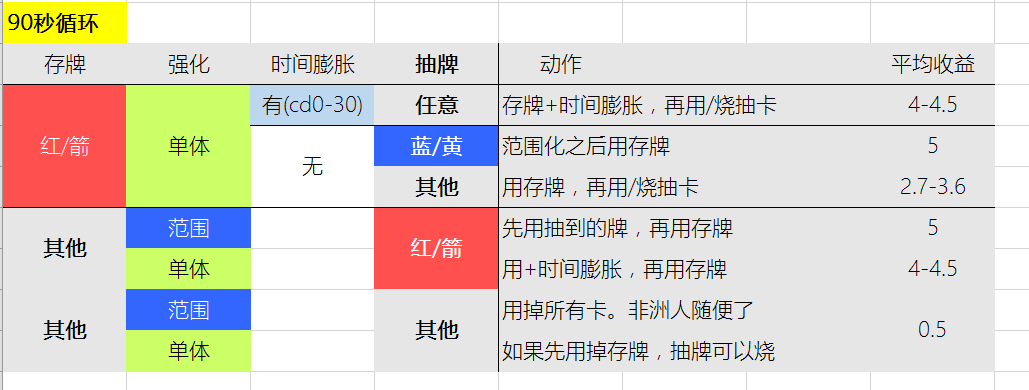 90秒循环
存牌 强化 时间膨胀 抽牌 动作 平均收益
红/箭 单体 有(cd0-30) 任意 存牌+时间膨胀，再用/烧抽卡 4-4.5
无 蓝/黄 范围化之后用存牌 5
其他 用存牌，再用/烧抽卡 2.7-3.6
其他 范围 红/箭 先用抽到的牌，再用存牌 5
单体 用+时间膨胀，再用存牌 4-4.5
其他 范围 其他 用掉所有卡。非洲人随便了 0.5
单体 如果先用掉存牌，抽牌可以烧